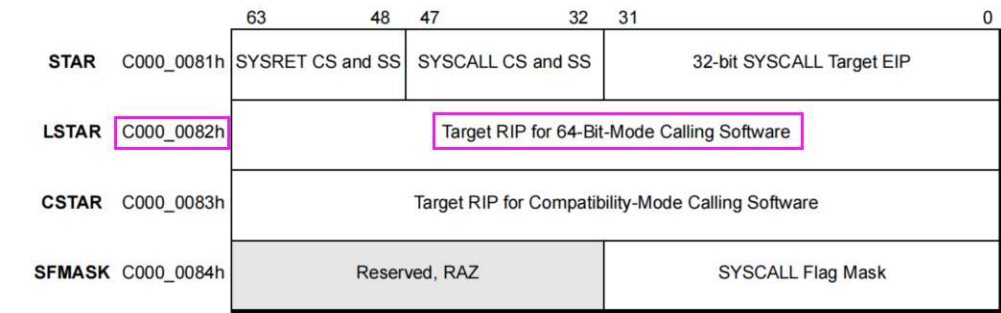 63 48 47 32 31 0
STAR C000_0081h SYSRET CS and SS SYSCALL CS and SS 32-bit SYSCALL Target EIP
LSTAR C000_0082h Target RIP for 64-Bit-Mode Calling Software
CSTAR C000_0083h Target RIP for Compatibility-Mode Calling Software
SFMASK C000_0084h Reserved, RAZ SYSCALL Flag Mask